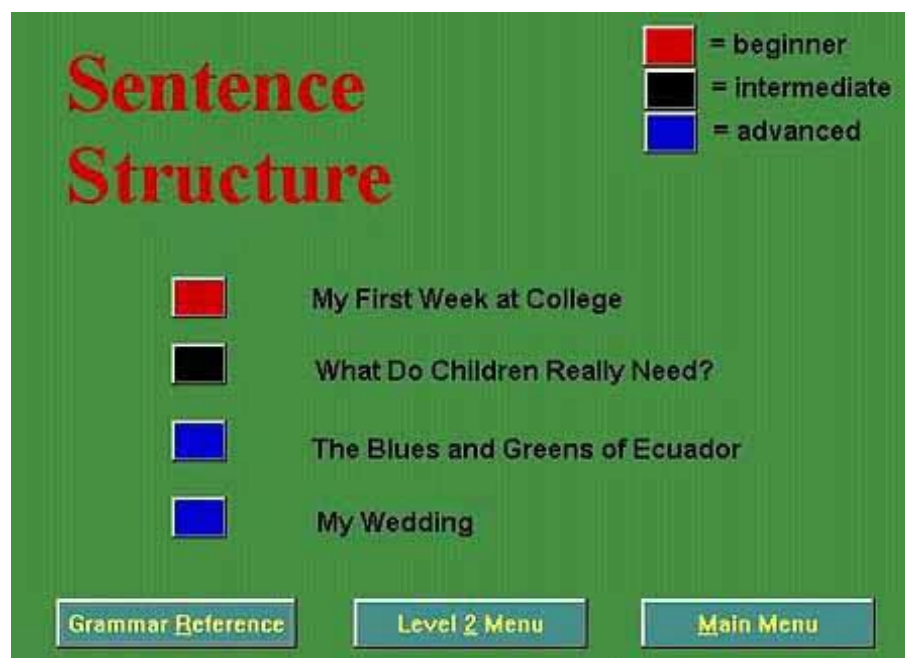 Sentence
Structure
= beginner
= intermediate
= advanced
My First Week at College
What Do Children Really Need?
The Blues and Greens of Ecuador
My Wedding
Grammar Reference
Level 2 Menu
Main Menu